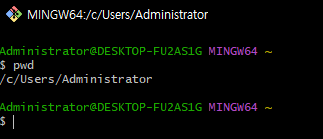 MINGW64:/c/Users/Administrator
Administrator@DESKTOP-FU2AS1G MINGW64 ~
$ pwd
/c/Users/Administrator
Administrator@DESKTOP-FU2AS1G MINGW64 ~
$